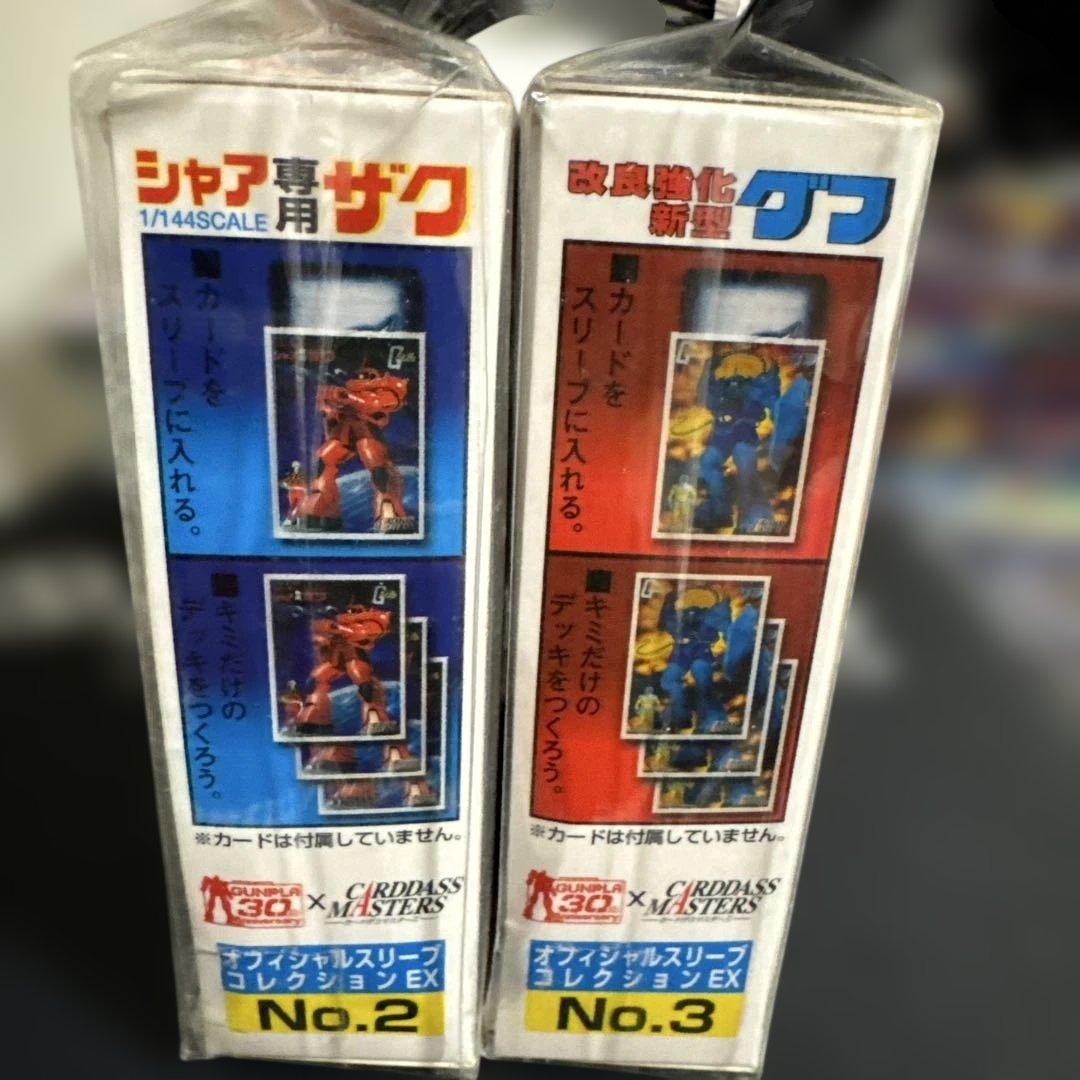 シャア専用ザク
1/144SCALE
■カードを
スリーブに入れる。
■キミだけの
デッキをつくろう。
※カードは付属していません。
GUNPLA
30th
Anniversary
×
CARDDASS
MASTERS
オフィシャルスリーブ
コレクションEX
No.2
改良強化
新型
グフ
■カードを
スリーブに入れる。
■キミだけの
デッキをつくろう。
※カードは付属していません。
GUNPLA
30th
Anniversary
×
CARDDASS
MASTERS
オフィシャルスリーブ
コレクションEX
No.3